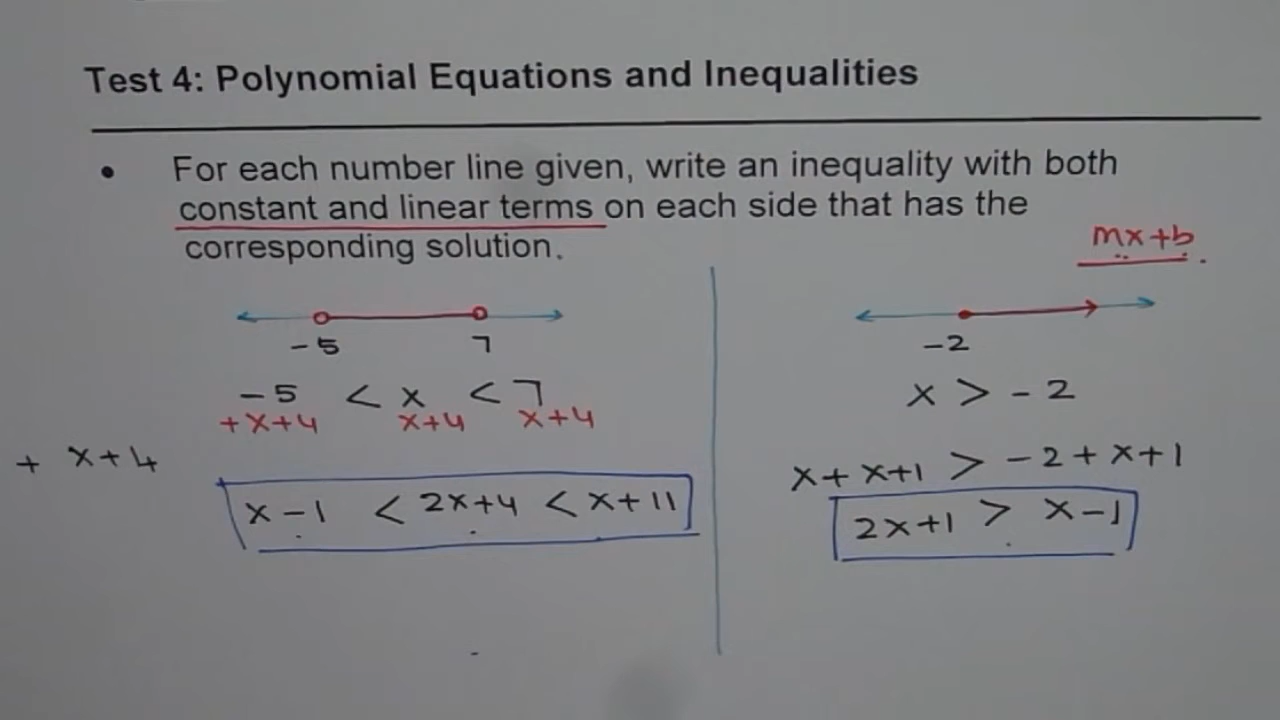 Test 4: Polynomial Equations and Inequalities
• For each number line given, write an inequality with both
constant and linear terms on each side that has the
corresponding solution.
mx+b
-5 7
-5 < x < 7
+x+4 x+4 x+4
+ x+4
x-1 < 2x+4 < x+11
-2
x > -2
x+x+1 > -2+x+1
2x+1 > x-1